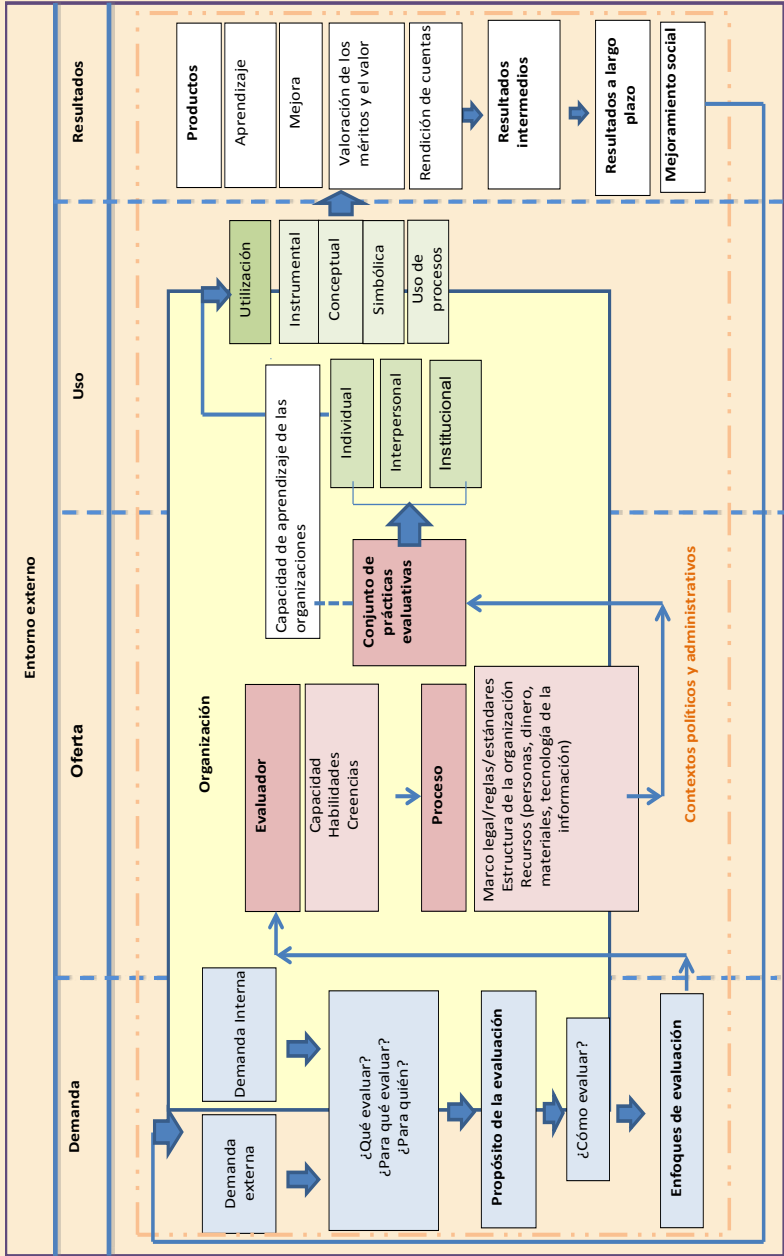 Entorno externo
Demanda
Oferta
Uso
Resultados
Demanda
externa
Demanda Interna
¿Qué evaluar?
¿Para qué evaluar?
¿Para quién?
Propósito de la evaluación
¿Cómo evaluar?
Enfoques de evaluación
Organización
Evaluador
Capacidad
Habilidades
Creencias
Proceso
Marco legal/reglas/estándares
Estructura de la organización
Recursos (personas, dinero,
materiales, tecnología de la
información)
Contextos políticos y administrativos
Capacidad de aprendizaje de las
organizaciones
Conjunto de
prácticas
evaluativas
Individual
Interpersonal
Institucional
Utilización
Instrumental
Conceptual
Simbólica
Uso de
procesos
Productos
Aprendizaje
Mejora
Valoración de los
méritos y el valor
Rendición de cuentas
Resultados
intermedios
Resultados a largo
plazo
Mejoramiento social